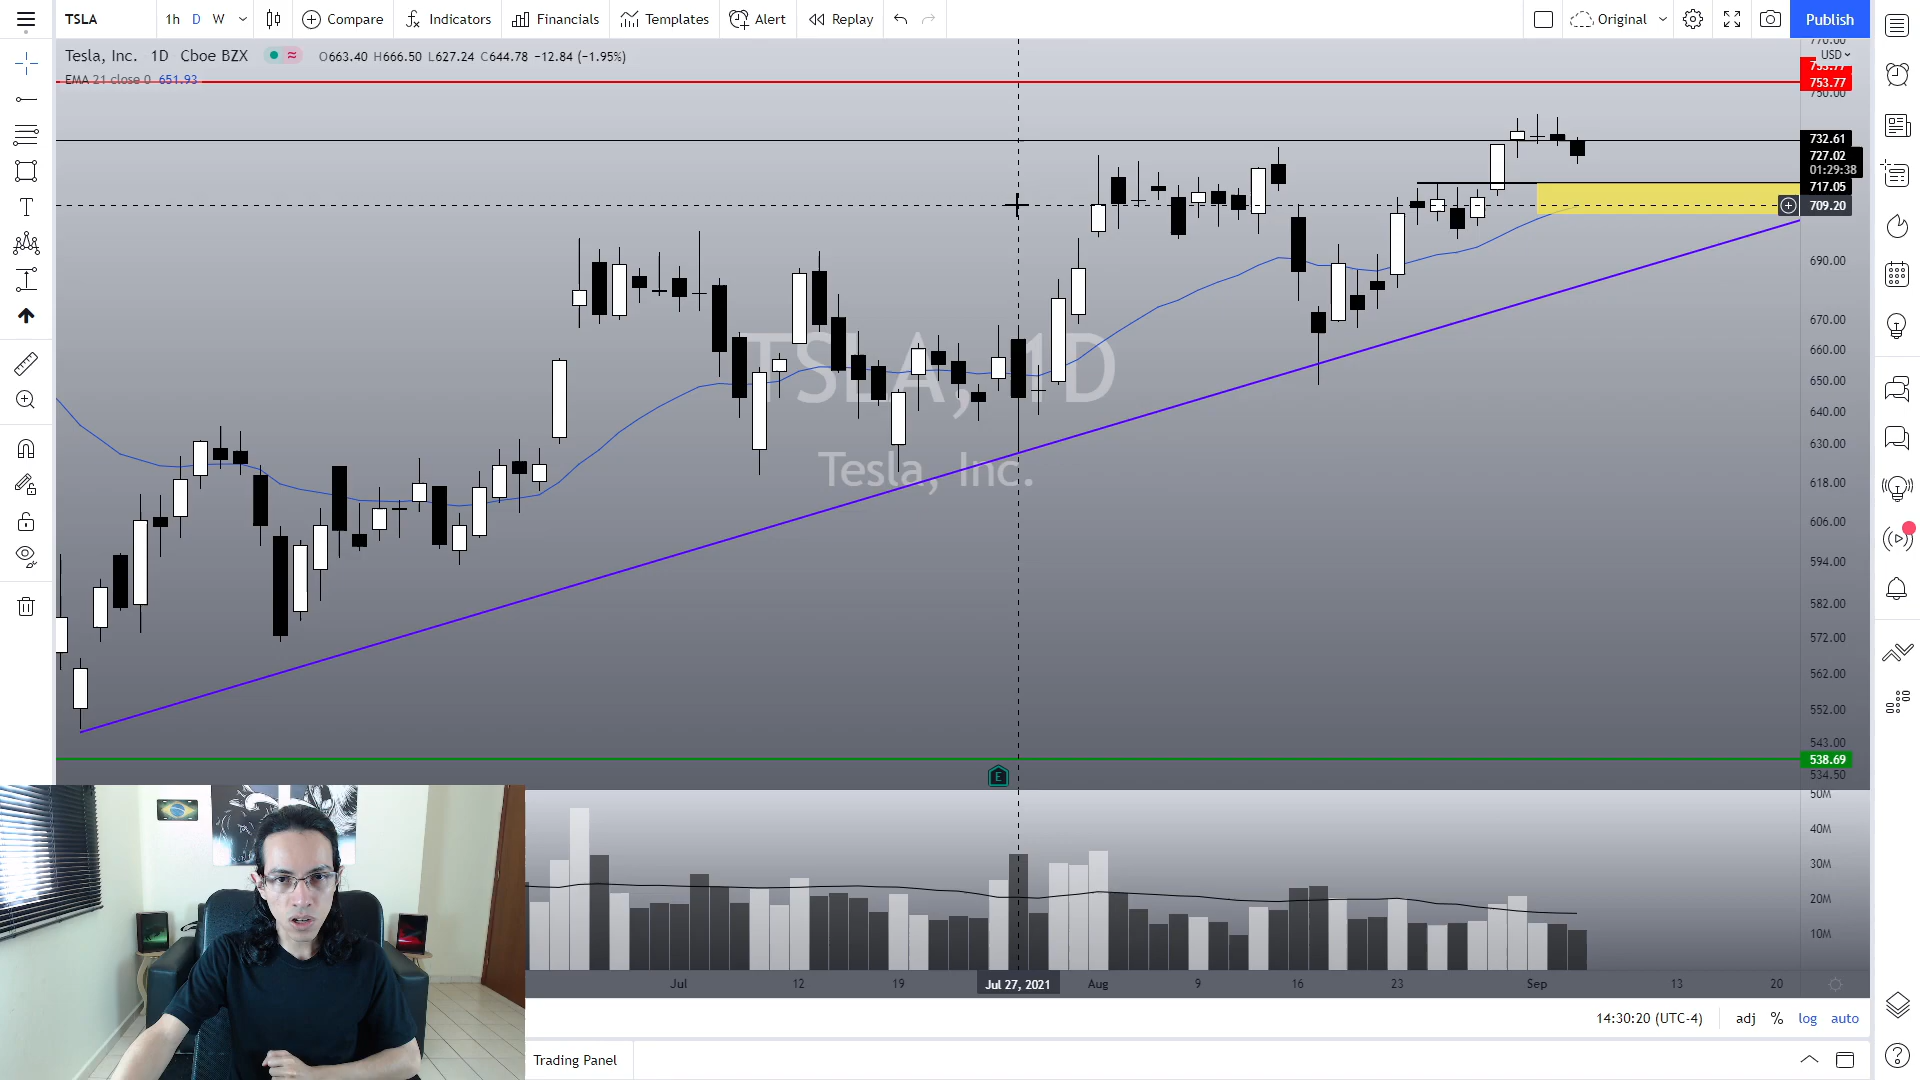 TSLA 1h D W Compare Indicators Financials Templates Alert Replay Original Publish
Tesla, Inc. 1D Cboe BZX O663.40 H666.50 L627.24 C644.78 −12.84 (−1.95%)
EMA 21 close 0 651.93
USD
753.77
750.00
732.61
727.02
01:29:38
717.05
709.20
690.00
670.00
660.00
650.00
640.00
630.00
618.00
606.00
594.00
582.00
572.00
562.00
552.00
543.00
538.69
534.50
TSLA, 1D
Tesla, Inc.
E
50M
40M
30M
20M
10M
Jul 12 19 Jul 27, 2021 Aug 9 16 23 Sep 13 20
14:30:20 (UTC-4) adj % log auto
Trading Panel